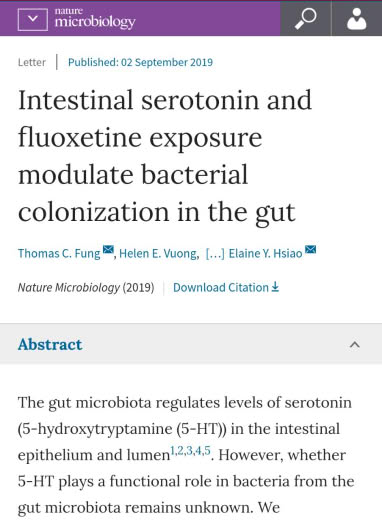 nature
microbiology
Letter | Published: 02 September 2019
Intestinal serotonin and
fluoxetine exposure
modulate bacterial
colonization in the gut
Thomas C. Fung, Helen E. Vuong, [...] Elaine Y. Hsiao
Nature Microbiology (2019) | Download Citation
Abstract
The gut microbiota regulates levels of serotonin
(5-hydroxytryptamine (5-HT)) in the intestinal
epithelium and lumen1,2,3,4,5. However, whether
5-HT plays a functional role in bacteria from the
gut microbiota remains unknown. We